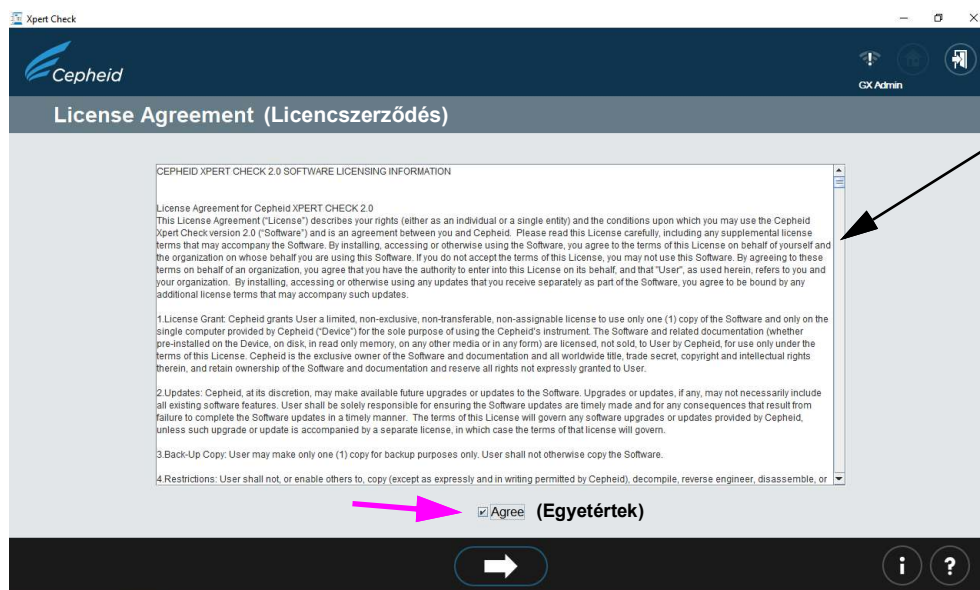 Xpert Check
Cepheid
GX Admin
License Agreement (Licencszerződés)
CEPHEID XPERT CHECK 2.0 SOFTWARE LICENSING INFORMATION
License Agreement for Cepheid XPERT CHECK 2.0
This License Agreement ("License") describes your rights (either as an individual or a single entity) and the conditions upon which you may use the Cepheid
Xpert Check version 2.0 ("Software") and is an agreement between you and Cepheid. Please read this License carefully, including any supplemental license
terms that may accompany the Software. By installing, accessing or otherwise using the Software, you agree to the terms of this License on behalf of yourself and
the organization on whose behalf you are using this Software. If you do not accept the terms of this License, you may not use this Software. By agreeing to these
terms on behalf of an organization, you agree that you have the authority to enter into this License on its behalf, and that "User", as used herein, refers to you and
your organization. By installing, accessing or otherwise using any updates that you receive separately as part of the Software, you agree to be bound by any
additional license terms that may accompany such updates.
1.License Grant: Cepheid grants User a limited, non-exclusive, non-transferable, non-assignable license to use only one (1) copy of the Software and only on the
single computer provided by Cepheid ("Device") for the sole purpose of using the Cepheid's instrument. The Software and related documentation (whether
pre-installed on the Device, on disk, in read only memory, on any other media or in any form) are licensed, not sold, to User by Cepheid, for use only under the
terms of this License. Cepheid is the exclusive owner of the Software and documentation and all worldwide title, trade secret, copyright and intellectual rights
therein, and retain ownership of the Software and documentation and reserve all rights not expressly granted to User.
2.Updates: Cepheid, at its discretion, may make available future upgrades or updates to the Software. Upgrades or updates, if any, may not necessarily include
all existing software features. User shall be solely responsible for ensuring the Software updates are timely made and for any consequences that result from
failure to complete the Software updates in a timely manner. The terms of this License will govern any software upgrades or updates provided by Cepheid,
unless such upgrade or update is accompanied by a separate license, in which case the terms of that license will govern.
3.Back-Up Copy: User may make only one (1) copy for backup purposes only. User shall not otherwise copy the Software.
4.Restrictions: User shall not, or enable others to, copy (except as expressly and in writing permitted by Cepheid), decompile, reverse engineer, disassemble, or
Agree (Egyetértek)
i ?